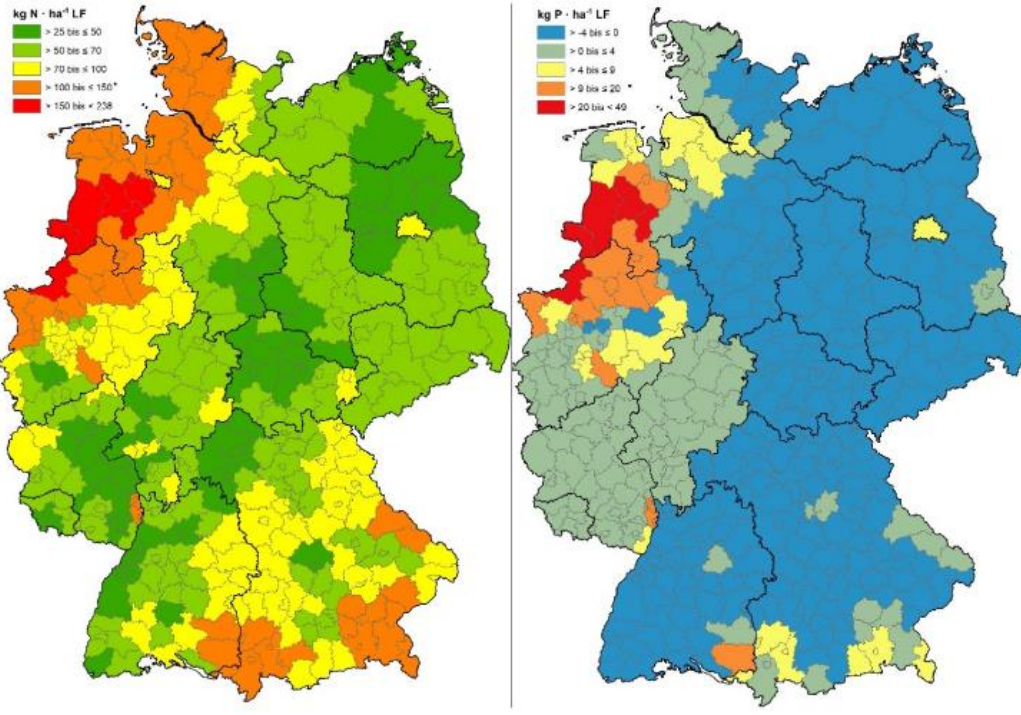 kg N · ha⁻¹ LF
> 25 bis ≤ 50
> 50 bis ≤ 70
> 70 bis ≤ 100
> 100 bis ≤ 150*
> 150 bis < 238
kg P · ha⁻¹ LF
> -4 bis ≤ 0
> 0 bis ≤ 4
> 4 bis ≤ 9
> 9 bis ≤ 20 *
> 20 bis < 49